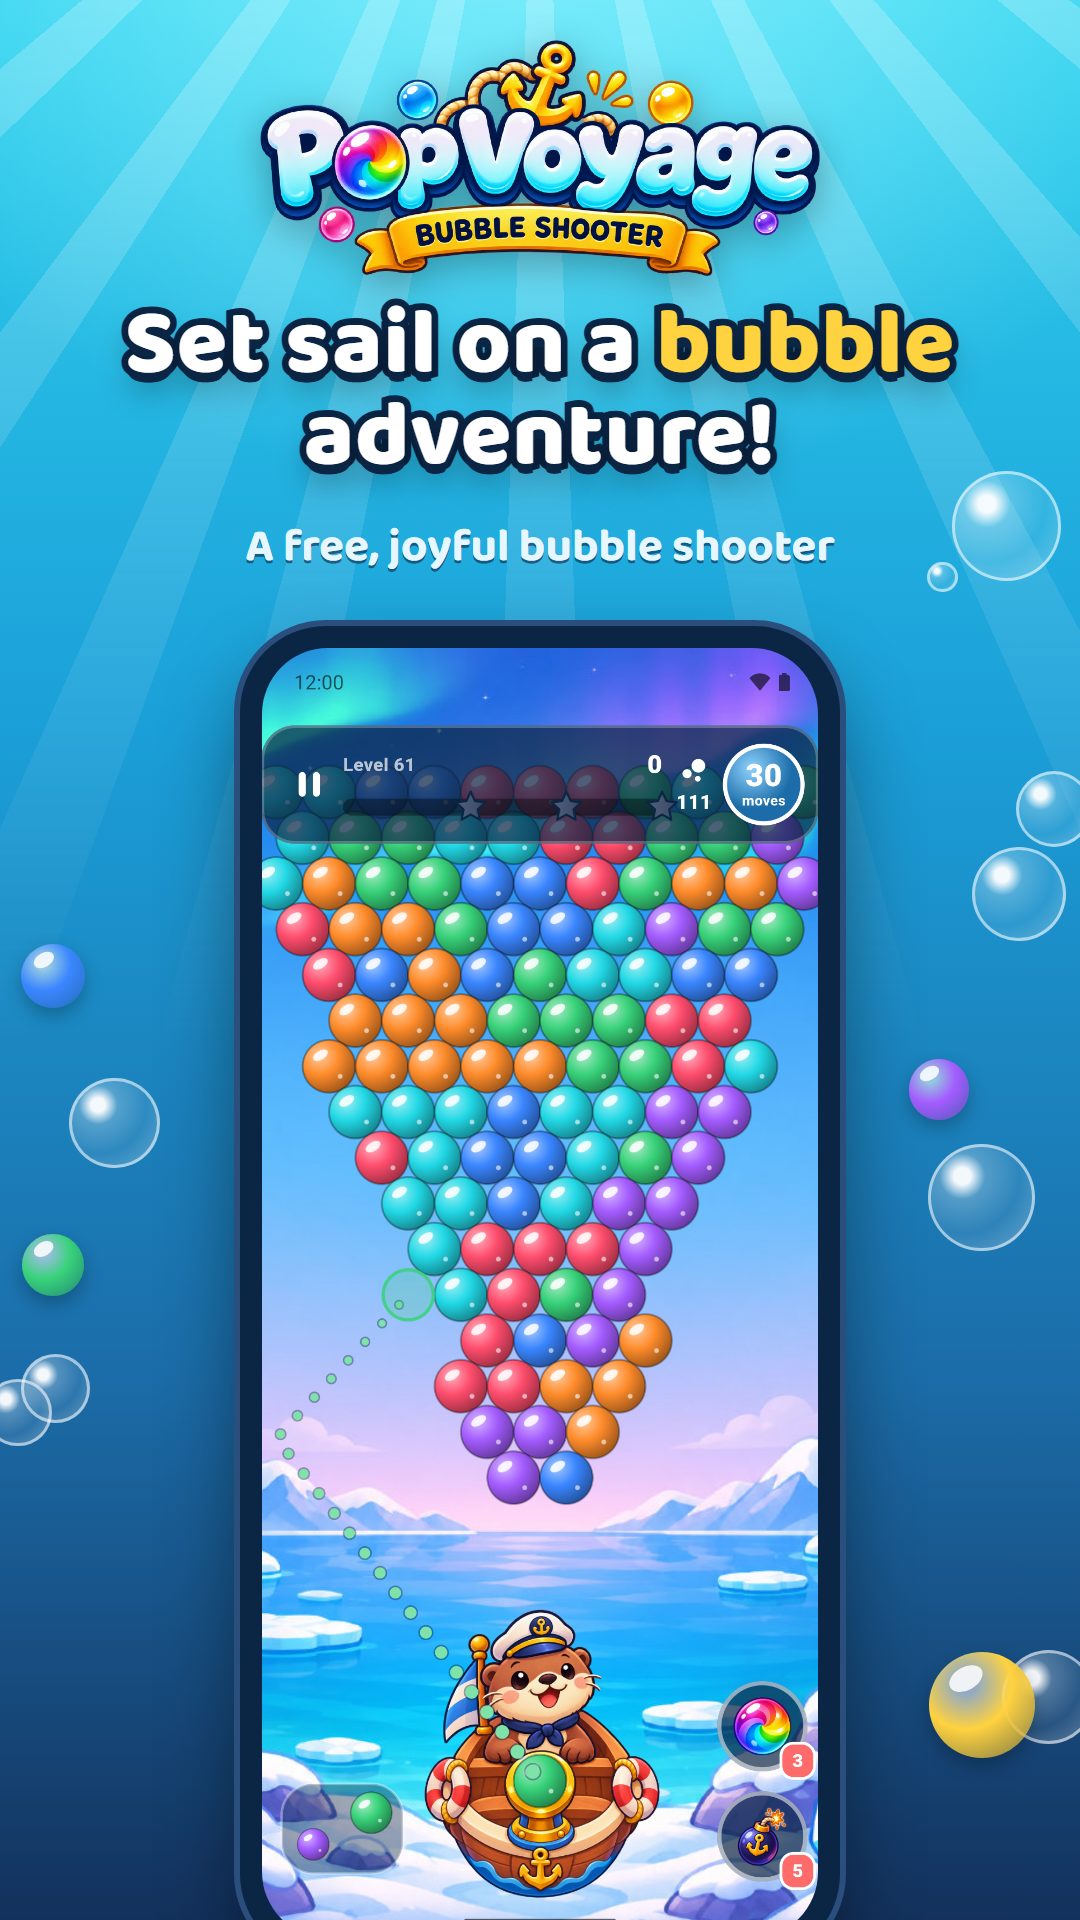 PopVoyage
BUBBLE SHOOTER
Set sail on a bubble
adventure!
A free, joyful bubble shooter
12:00
Level 61
0
111
30
moves
3
5